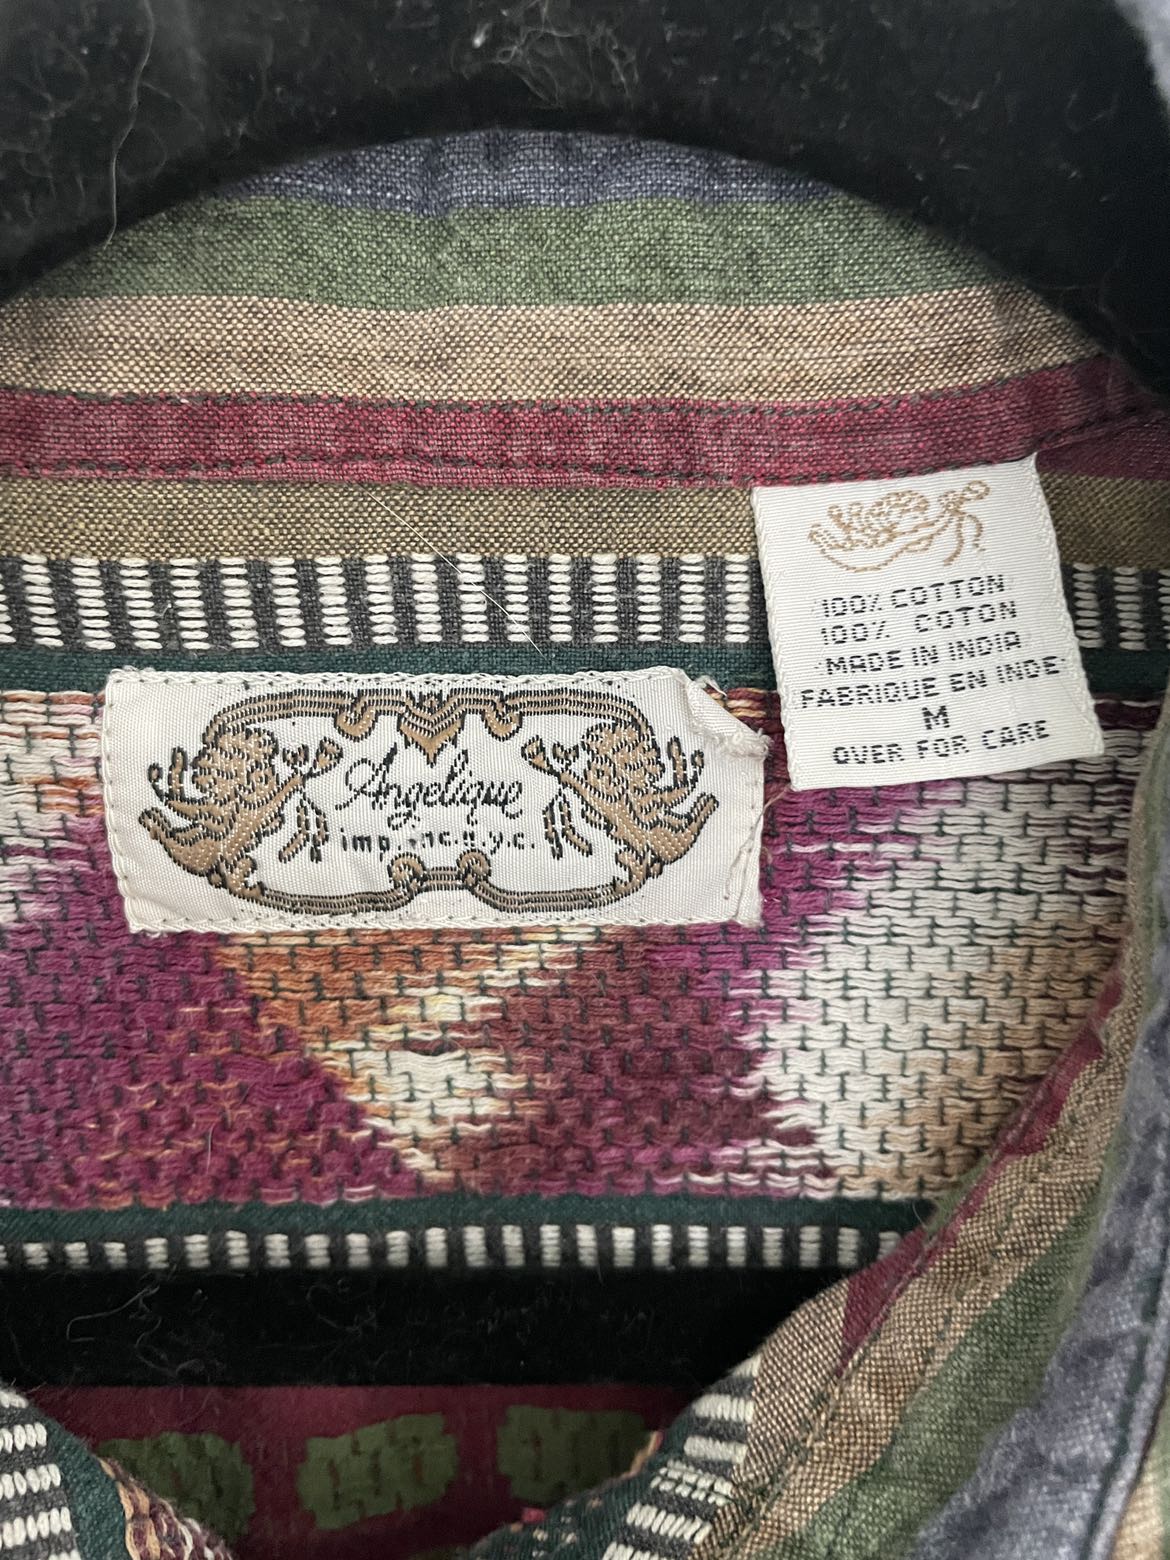 Angelique
imp. inc. n.y.c.
100% COTTON
100% COTON
MADE IN INDIA
FABRIQUE EN INDE
M
OVER FOR CARE